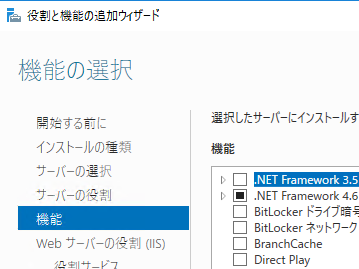 役割と機能の追加ウィザード
機能の選択
開始する前に
インストールの種類
サーバーの選択
サーバーの役割
機能
Web サーバーの役割 (IIS)
役割サービス
選択したサーバーにインストールす
機能
.NET Framework 3.5
.NET Framework 4.6
BitLocker ドライブ暗号
BitLocker ネットワーク
BranchCache
Direct Play